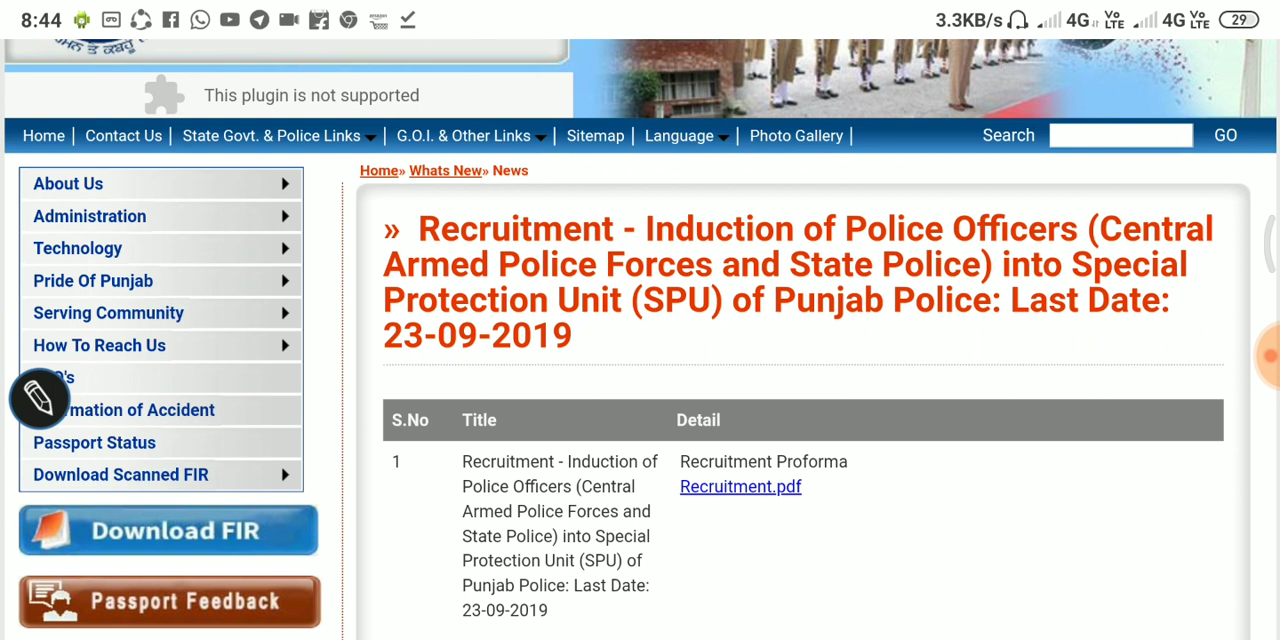 8:44 3.3KB/s 4G Vo LTE 4G Vo LTE 29
This plugin is not supported
Home | Contact Us | State Govt. & Police Links | G.O.I. & Other Links | Sitemap | Language | Photo Gallery | Search GO
Home» Whats New» News
About Us
Administration
Technology
Pride Of Punjab
Serving Community
How To Reach Us
Information of Accident
Passport Status
Download Scanned FIR
Download FIR
Passport Feedback
» Recruitment - Induction of Police Officers (Central
Armed Police Forces and State Police) into Special
Protection Unit (SPU) of Punjab Police: Last Date:
23-09-2019
S.No Title Detail
1 Recruitment - Induction of Recruitment Proforma
Police Officers (Central Recruitment.pdf
Armed Police Forces and
State Police) into Special
Protection Unit (SPU) of
Punjab Police: Last Date:
23-09-2019